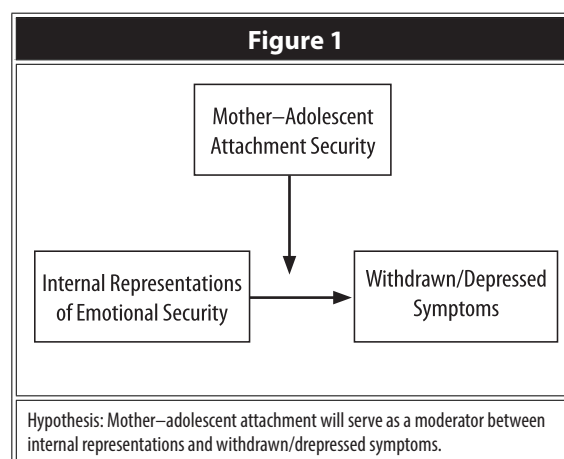 Figure 1
Mother–Adolescent
Attachment Security
Internal Representations
of Emotional Security
Withdrawn/Depressed
Symptoms
Hypothesis: Mother–adolescent attachment will serve as a moderator between
internal representations and withdrawn/drepressed symptoms.